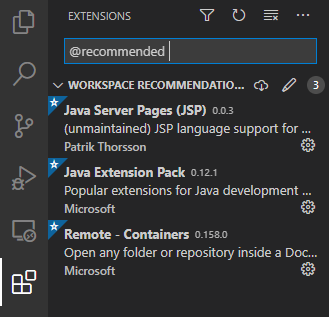 EXTENSIONS
@recommended
WORKSPACE RECOMMENDATIO... 3
Java Server Pages (JSP) 0.0.3
(unmaintained) JSP language support for ...
Patrik Thorsson
Java Extension Pack 0.12.1
Popular extensions for Java development ...
Microsoft
Remote - Containers 0.158.0
Open any folder or repository inside a Doc...
Microsoft